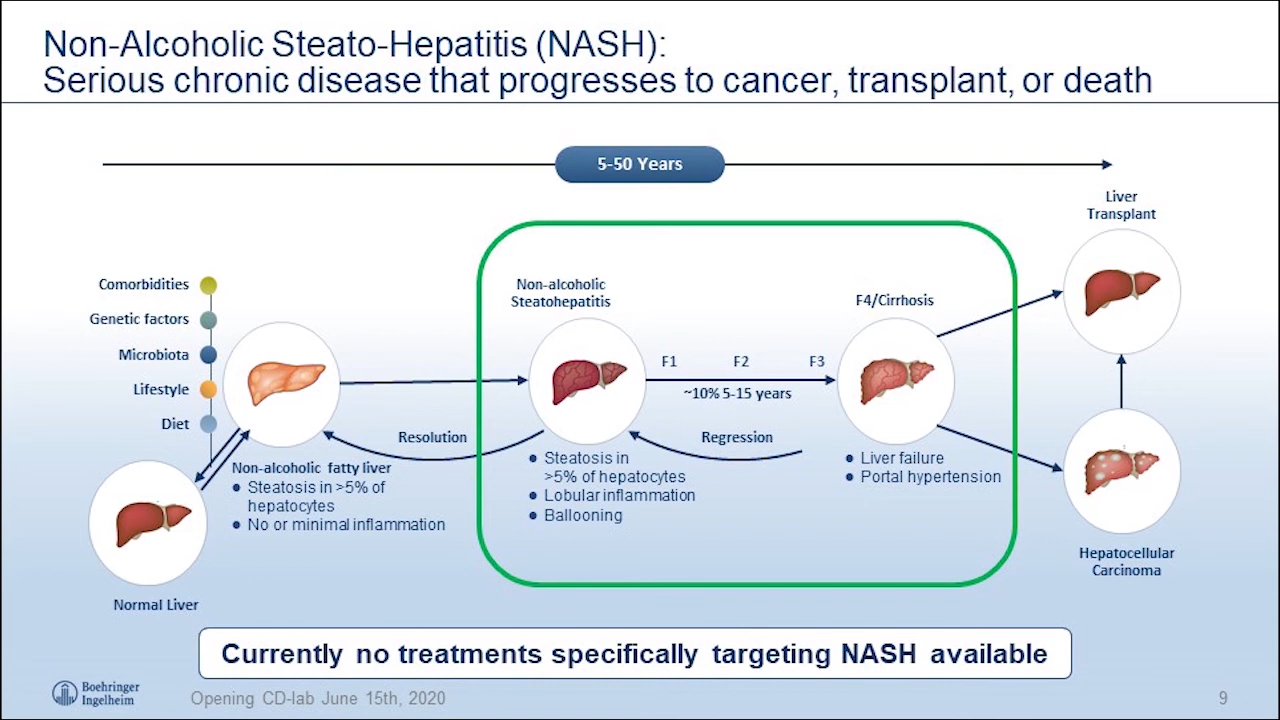 Non-Alcoholic Steato-Hepatitis (NASH):
Serious chronic disease that progresses to cancer, transplant, or death
5-50 Years
Liver
Transplant
Comorbidities
Genetic factors
Microbiota
Lifestyle
Diet
Non-alcoholic
Steatohepatitis
F4/Cirrhosis
F1
F2
F3
~10% 5-15 years
Resolution
Regression
Non-alcoholic fatty liver
● Steatosis in >5% of
hepatocytes
● No or minimal inflammation
● Steatosis in
>5% of hepatocytes
● Lobular inflammation
● Ballooning
● Liver failure
● Portal hypertension
Hepatocellular
Carcinoma
Normal Liver
Currently no treatments specifically targeting NASH available
Boehringer
Ingelheim
Opening CD-lab June 15th, 2020
9